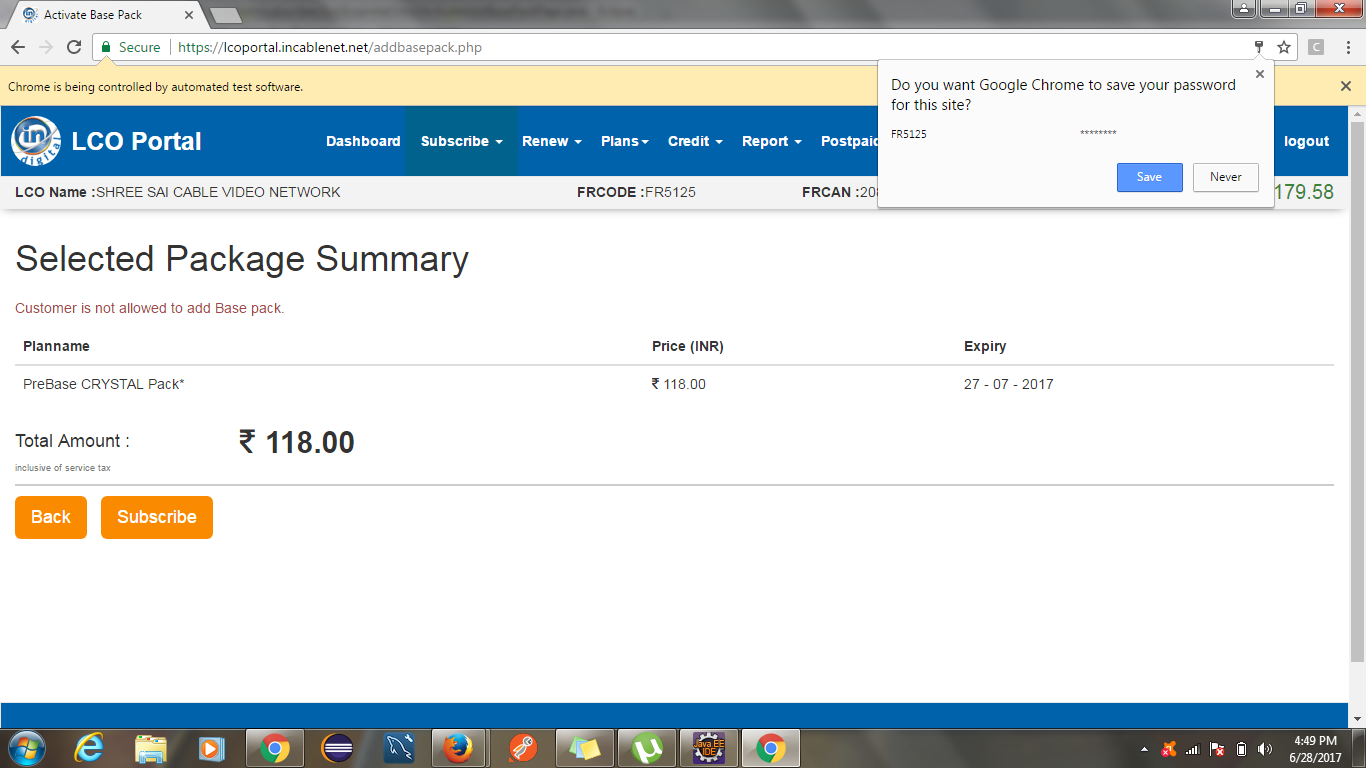 Activate Base Pack
Secure https://lcoportal.incablenet.net/addbasepack.php
C
Chrome is being controlled by automated test software.
Do you want Google Chrome to save your password
for this site?
FR5125 ********
Save Never
in digital LCO Portal Dashboard Subscribe Renew Plans Credit Report Postpaid logout
LCO Name :SHREE SAI CABLE VIDEO NETWORK FRCODE :FR5125 FRCAN :208 179.58
Selected Package Summary
Customer is not allowed to add Base pack.
Planname Price (INR) Expiry
PreBase CRYSTAL Pack* ₹ 118.00 27 - 07 - 2017
Total Amount : ₹ 118.00
inclusive of service tax
Back Subscribe
Java EE
IDE
4:49 PM
6/28/2017